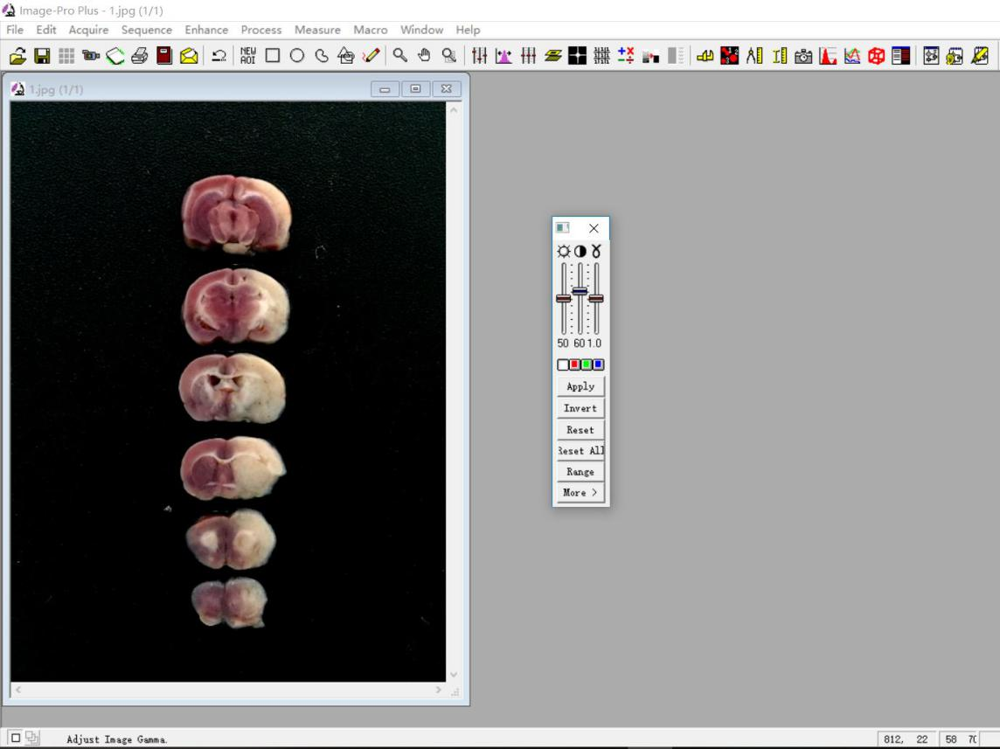 Image-Pro Plus - 1.jpg (1/1)
File Edit Acquire Sequence Enhance Process Measure Macro Window Help
NEW
AOI
1.jpg (1/1)
50 60 1.0
Apply
Invert
Reset
Reset All
Range
More >
Adjust Image Gamma.
812, 22 58